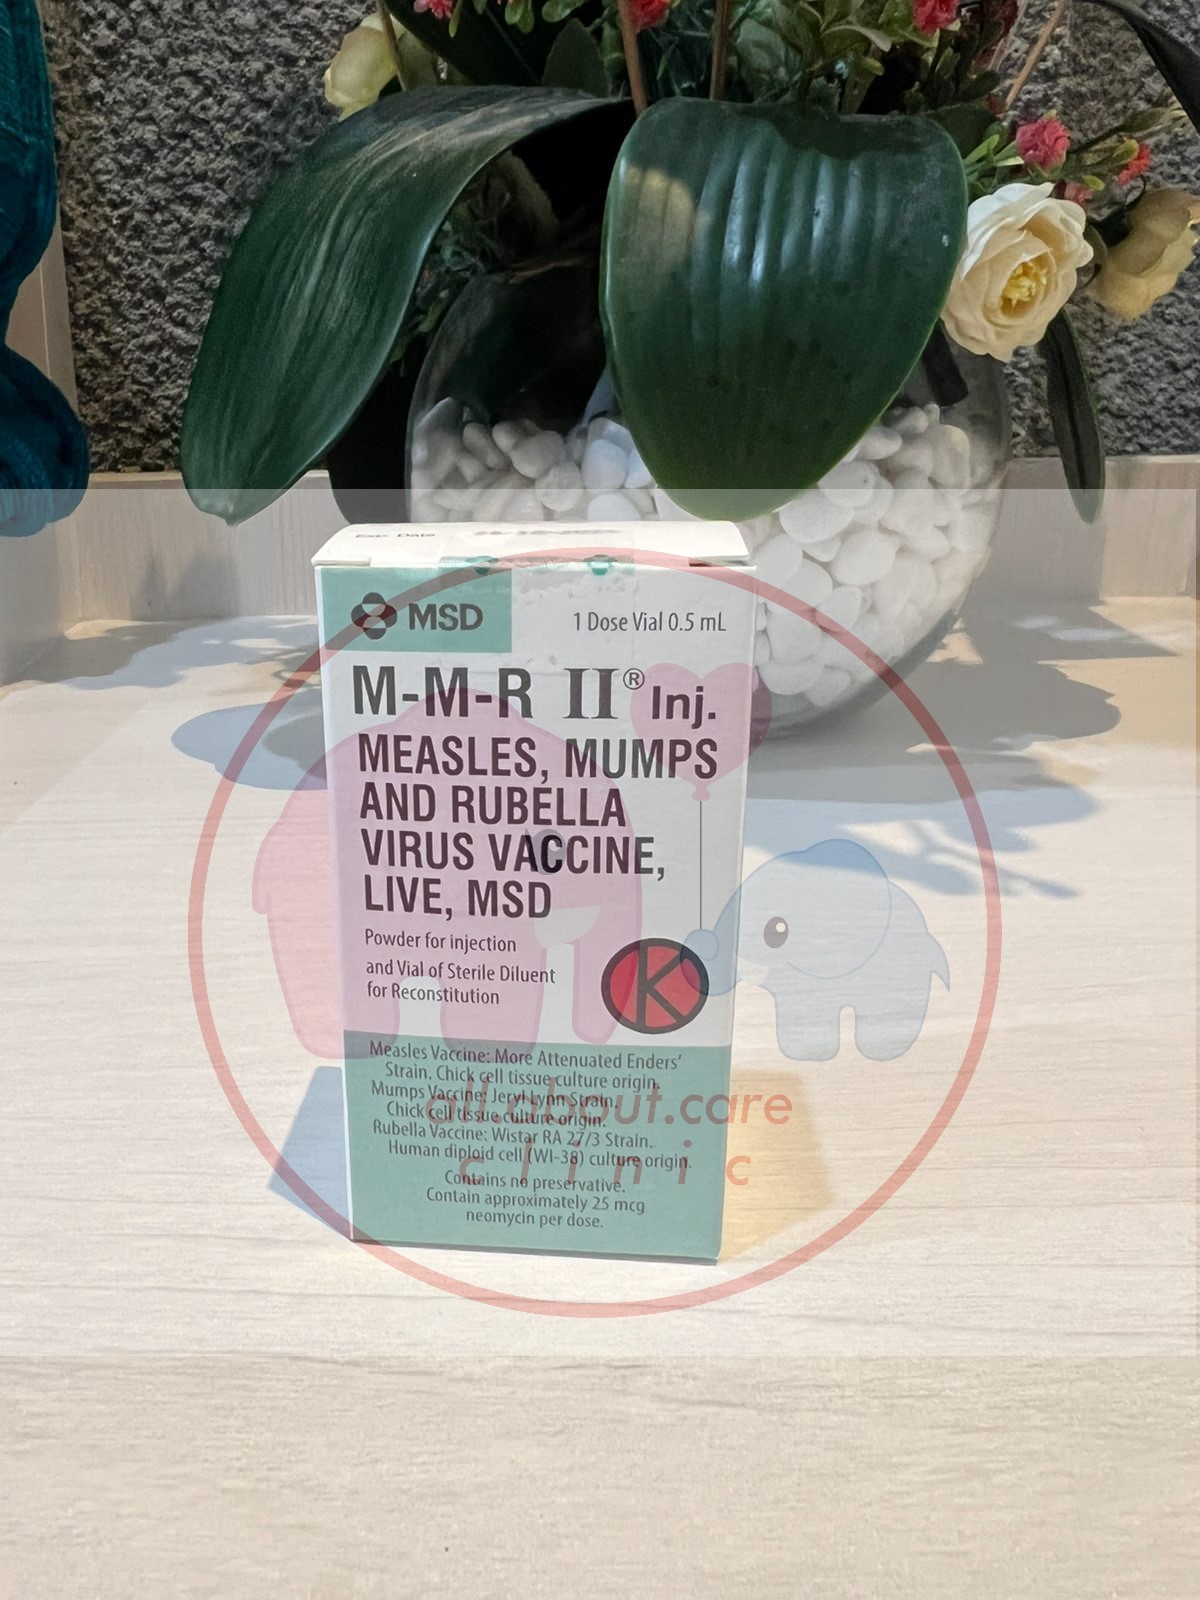 Exp. Date
MSD
1 Dose Vial 0.5 mL
M-M-R II® Inj.
MEASLES, MUMPS
AND RUBELLA
VIRUS VACCINE,
LIVE, MSD
Powder for injection
and Vial of Sterile Diluent
for Reconstitution
K
Measles Vaccine: More Attenuated Enders'
Strain. Chick cell tissue culture origin.
Mumps Vaccine: Jeryl Lynn Strain.
Chick cell tissue culture origin.
Rubella Vaccine: Wistar RA 27/3 Strain.
Human diploid cell (WI-38) culture origin.
Contains no preservative.
Contain approximately 25 mcg
neomycin per dose.
all.about.care
clinic